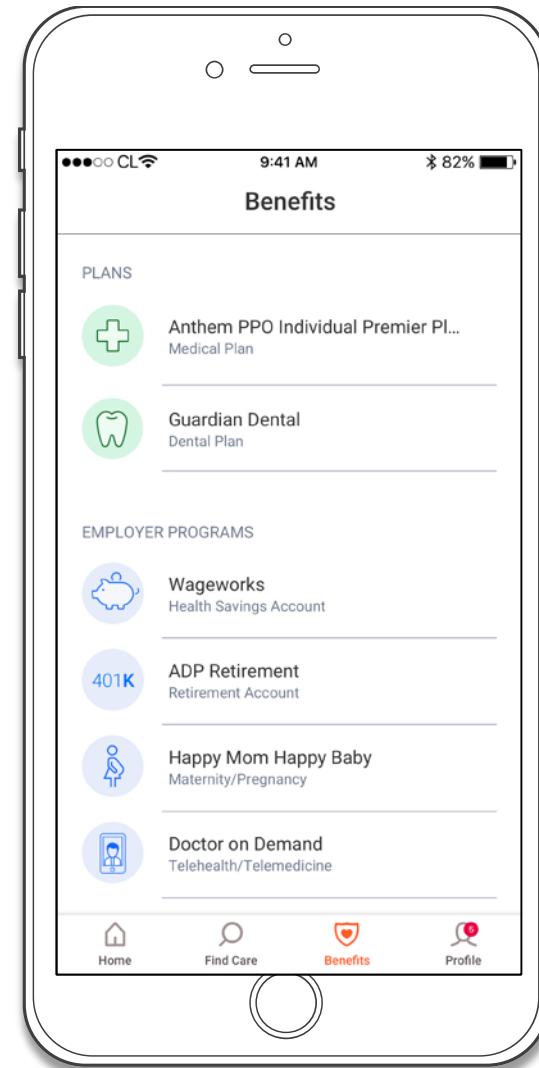 CL 9:41 AM 82%
Benefits
PLANS
Anthem PPO Individual Premier Pl...
Medical Plan
Guardian Dental
Dental Plan
EMPLOYER PROGRAMS
Wageworks
Health Savings Account
401K
ADP Retirement
Retirement Account
Happy Mom Happy Baby
Maternity/Pregnancy
Doctor on Demand
Telehealth/Telemedicine
5
Home Find Care Benefits Profile